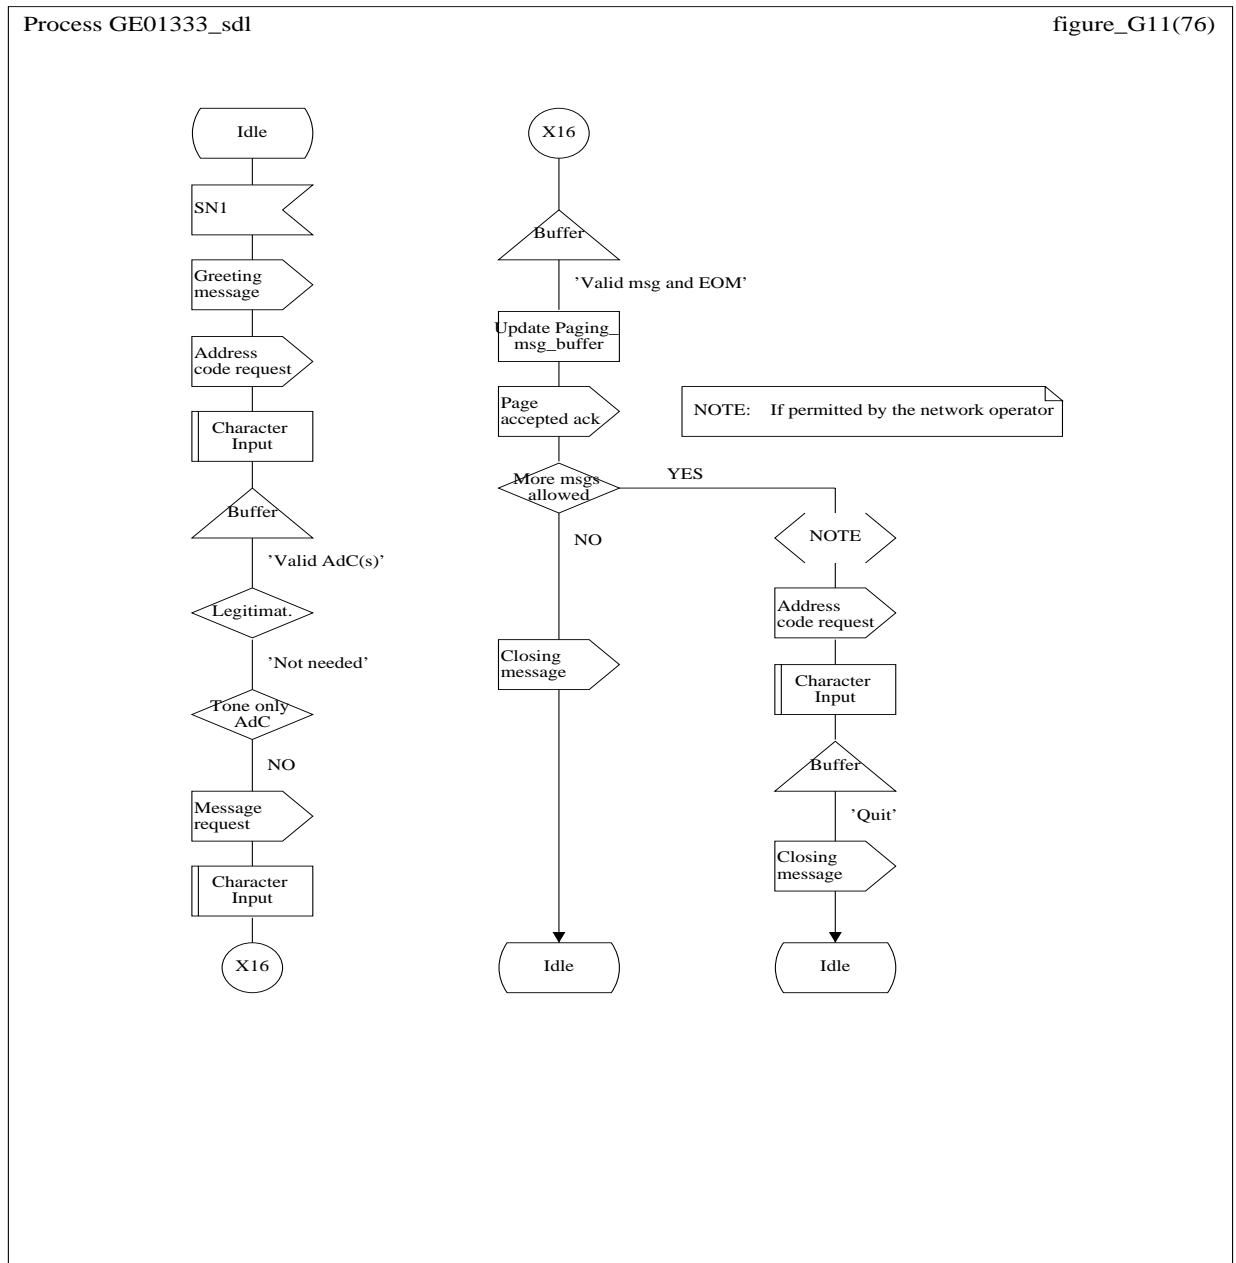 Process GE01333_sdl
figure_G11(76)
Idle
SN1
Greeting
message
Address
code request
Character
Input
Buffer
’Valid AdC(s)’
Legitimat.
’Not needed’
Tone only
AdC
NO
Message
request
Character
Input
X16
X16
Buffer
’Valid msg and EOM’
Update Paging_
msg_buffer
Page
accepted ack
More msgs
allowed
YES
NO
Closing
message
Idle
NOTE: If permitted by the network operator
NOTE
Address
code request
Character
Input
Buffer
’Quit’
Closing
message
Idle